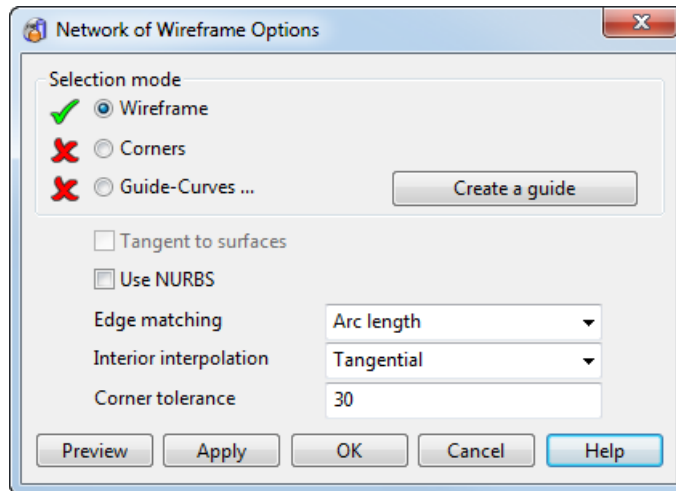 Network of Wireframe Options
Selection mode
Wireframe
Corners
Guide-Curves ... Create a guide
Tangent to surfaces
Use NURBS
Edge matching Arc length
Interior interpolation Tangential
Corner tolerance 30
Preview Apply OK Cancel Help